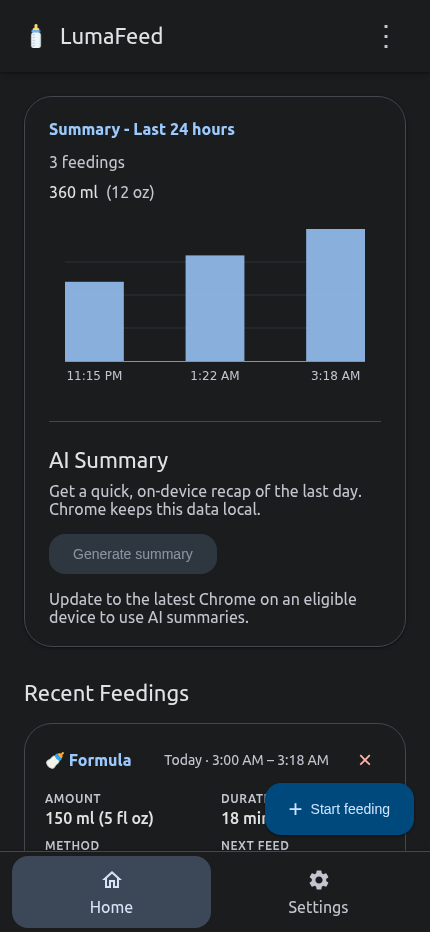 LumaFeed
Summary - Last 24 hours
3 feedings
360 ml (12 oz)
11:15 PM 1:22 AM 3:18 AM
AI Summary
Get a quick, on-device recap of the last day.
Chrome keeps this data local.
Generate summary
Update to the latest Chrome on an eligible
device to use AI summaries.
Recent Feedings
Formula Today · 3:00 AM – 3:18 AM
AMOUNT
150 ml (5 fl oz)
18
Start feeding
METHOD NEXT FEED
Home Settings